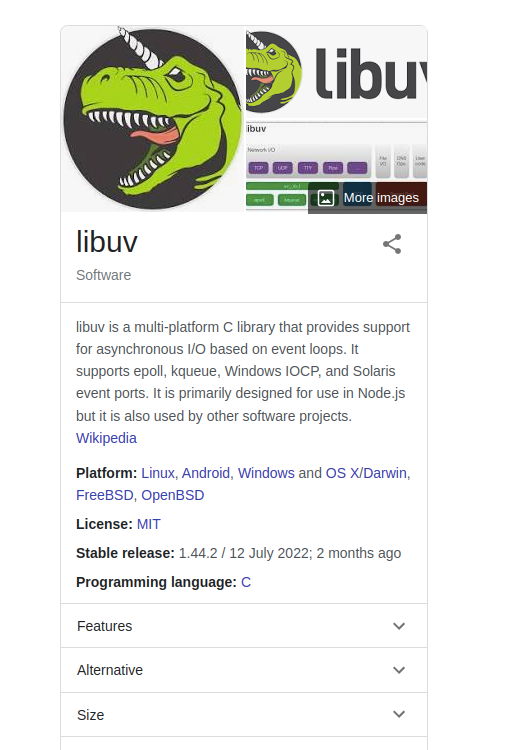 libuv
libuv
Network I/O
TCP
UDP
TTY
Pipe
File
I/O
DNS
Ops.
User
code
uv__io_t
epoll
kqueue
More images
libuv
Software
libuv is a multi-platform C library that provides support
for asynchronous I/O based on event loops. It
supports epoll, kqueue, Windows IOCP, and Solaris
event ports. It is primarily designed for use in Node.js
but it is also used by other software projects.
Wikipedia
Platform: Linux, Android, Windows and OS X/Darwin,
FreeBSD, OpenBSD
License: MIT
Stable release: 1.44.2 / 12 July 2022; 2 months ago
Programming language: C
Features
Alternative
Size